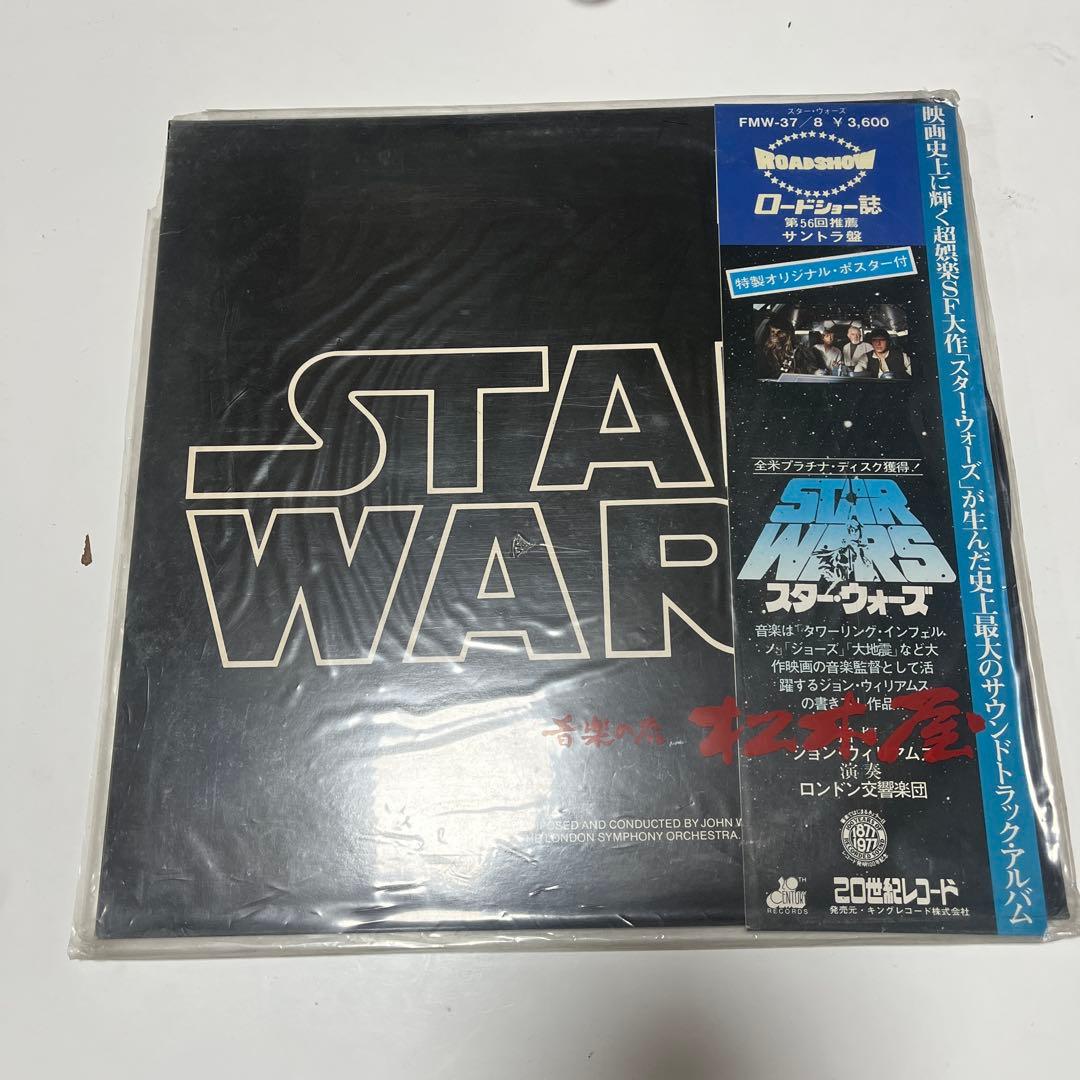 STAR
WAR
POSED AND CONDUCTED BY JOHN W
HE LONDON SYMPHONY ORCHESTRA.
スター・ウォーズ
FMW-37/8 ¥3,600
ROADSHOW
ロードショー誌
第56回推薦
サントラ盤
特製オリジナル・ポスター付
全米プラチナ・ディスク獲得!
STAR
WARS
スター・ウォーズ
音楽は「タワーリング・インフェル
ノ」「ジョーズ」「大地震」など大
作映画の音楽監督として活
躍するジョン・ウィリアムス
の書き
し作品
ジョン・ウィリアムス
演奏
ロンドン交響楽団
1877
1977
20TH
CENTURY
RECORDS
20世紀レコード
発売元・キングレコード株式会社
映画史上に輝く超娯楽SF大作「スター・ウォーズ」が生んだ史上最大のサウンドトラック・アルバム
音楽の店 松木屋